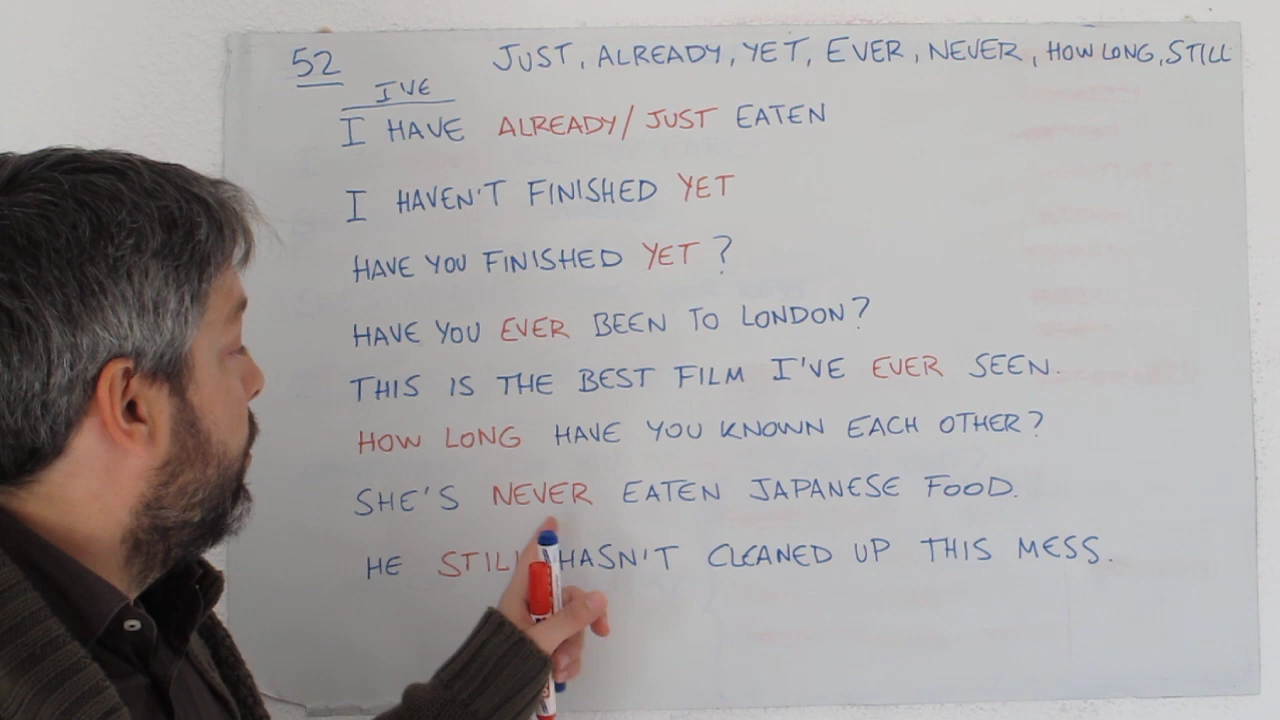 52 JUST, ALREADY, YET, EVER, NEVER, HOW LONG, STILL
I'VE
I HAVE ALREADY/JUST EATEN
I HAVEN'T FINISHED YET
HAVE YOU FINISHED YET?
HAVE YOU EVER BEEN TO LONDON?
THIS IS THE BEST FILM I'VE EVER SEEN.
HOW LONG HAVE YOU KNOWN EACH OTHER?
SHE'S NEVER EATEN JAPANESE FOOD.
HE STILL HASN'T CLEANED UP THIS MESS.